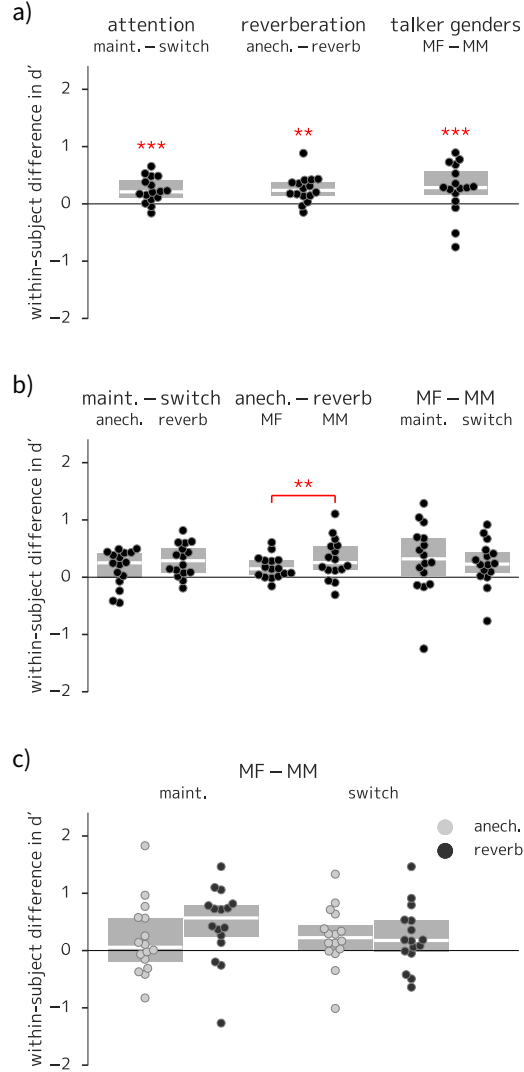 a)
attention reverberation talker genders
maint. – switch anech. – reverb MF – MM
within-subject difference in d′
2
1
0
−1
−2
*** ** ***
b)
maint. – switch anech. – reverb MF – MM
anech. reverb MF MM maint. switch
within-subject difference in d′
2
1
0
−1
−2
**
c)
MF – MM
maint. switch
within-subject difference in d′
2
1
0
−1
−2
anech.
reverb